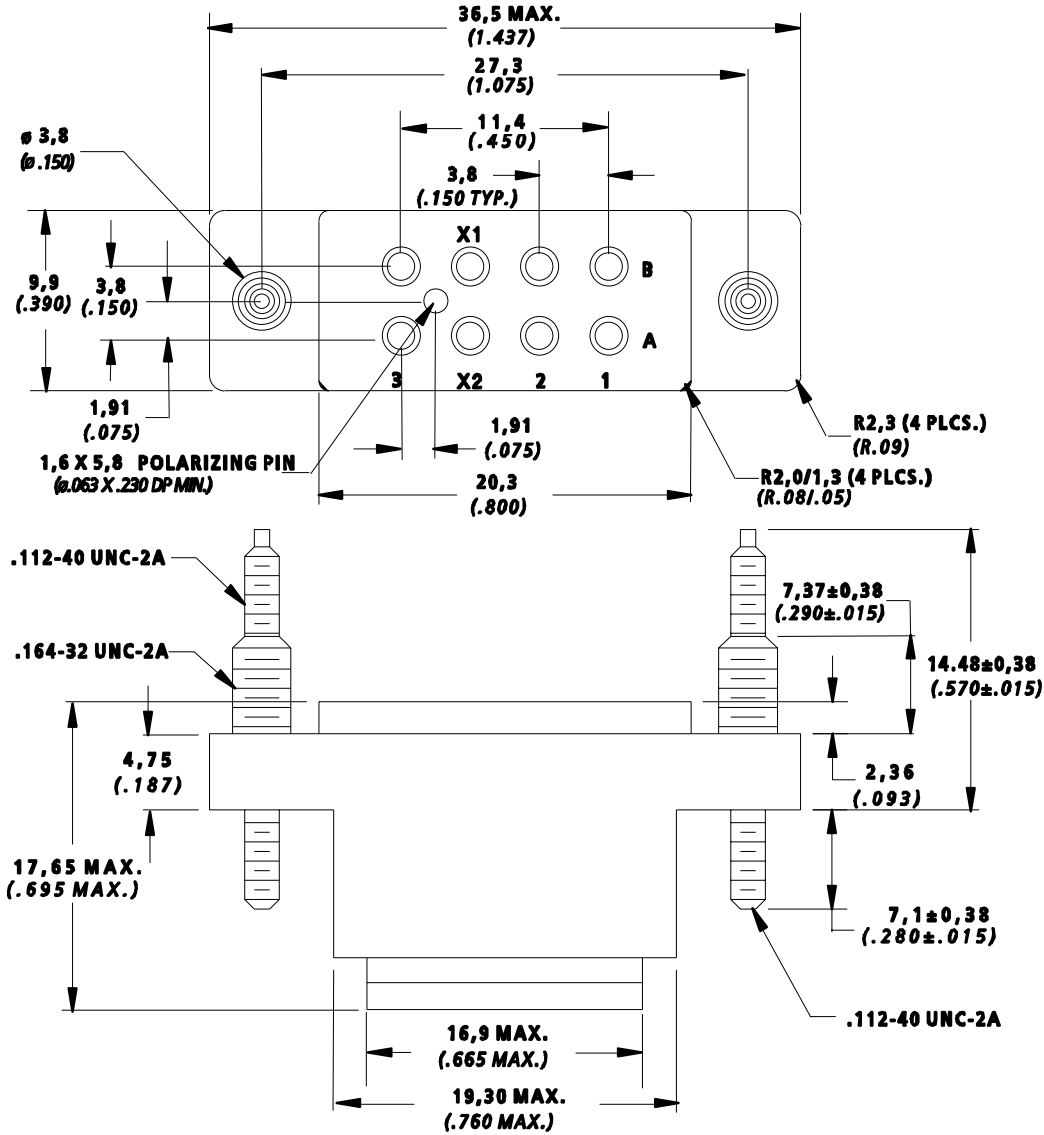 36,5 MAX.
(1.437)
27,3
(1.075)
11,4
(.450)
ø 3,8
(ø .150)
3,8
(.150 TYP.)
X1
B
9,9
(.390)
3,8
(.150)
A
3
X2
2
1
1,91
(.075)
1,91
(.075)
R2,3 (4 PLCS.)
(R.09)
1,6 X 5,8 POLARIZING PIN
(ø.063 X .230 DP MIN.)
20,3
(.800)
R2,0/1,3 (4 PLCS.)
(R.08/.05)
.112-40 UNC-2A
7,37±0,38
(.290±.015)
.164-32 UNC-2A
14.48±0,38
(.570±.015)
4,75
(.187)
2,36
(.093)
17,65 MAX.
(.695 MAX.)
7,1±0,38
(.280±.015)
.112-40 UNC-2A
16,9 MAX.
(.665 MAX.)
19,30 MAX.
(.760 MAX.)